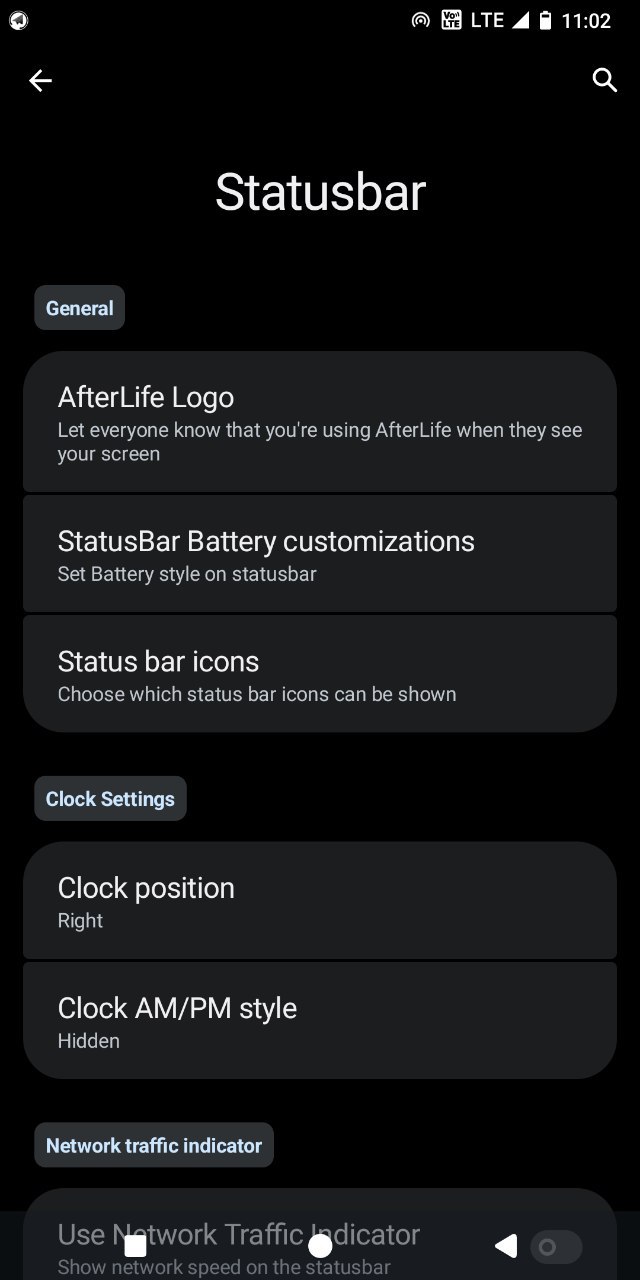 Vo LTE LTE 11:02
Statusbar
General
AfterLife Logo
Let everyone know that you're using AfterLife when they see
your screen
StatusBar Battery customizations
Set Battery style on statusbar
Status bar icons
Choose which status bar icons can be shown
Clock Settings
Clock position
Right
Clock AM/PM style
Hidden
Network traffic indicator
Use Network Traffic Indicator
Show network speed on the statusbar